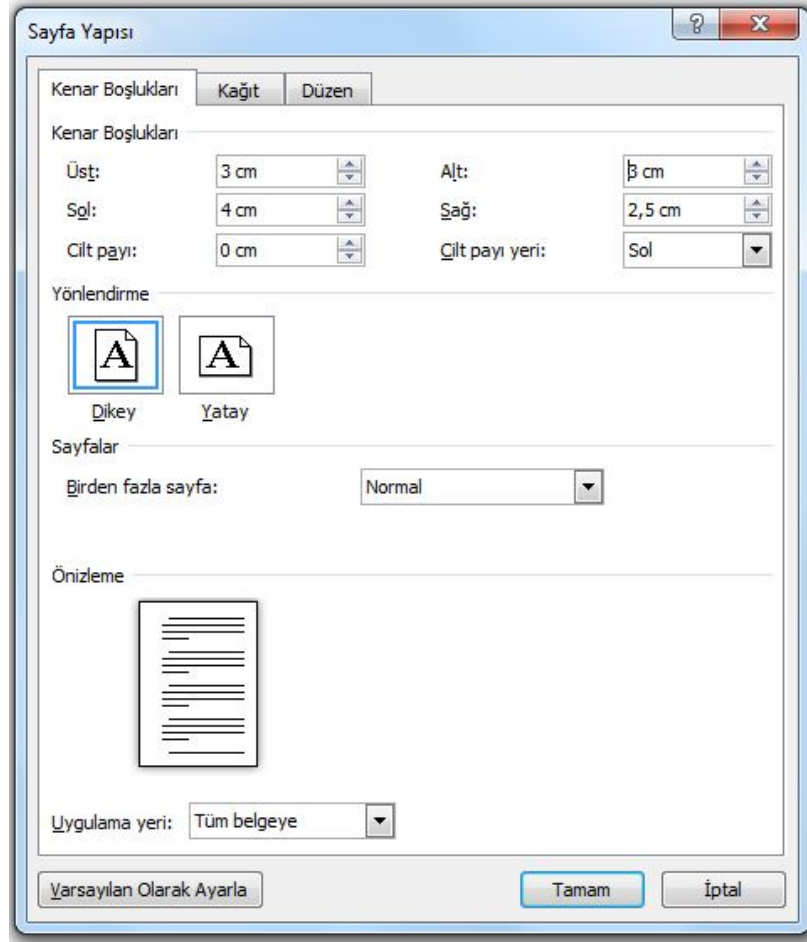 Sayfa Yapısı
Kenar Boşlukları Kağıt Düzen
Kenar Boşlukları
Üst: 3 cm Alt: 3 cm
Sol: 4 cm Sağ: 2,5 cm
Cilt payı: 0 cm Cilt payı yeri: Sol
Yönlendirme
A A
Dikey Yatay
Sayfalar
Birden fazla sayfa: Normal
Önizleme
Uygulama yeri: Tüm belgeye
Varsayılan Olarak Ayarla Tamam İptal